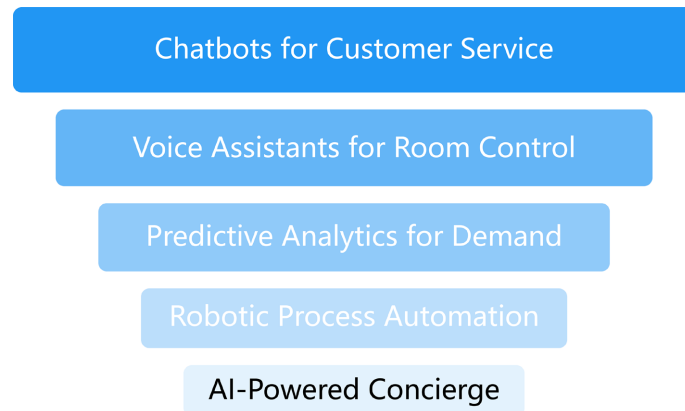 Chatbots for Customer Service
Voice Assistants for Room Control
Predictive Analytics for Demand
Robotic Process Automation
AI-Powered Concierge